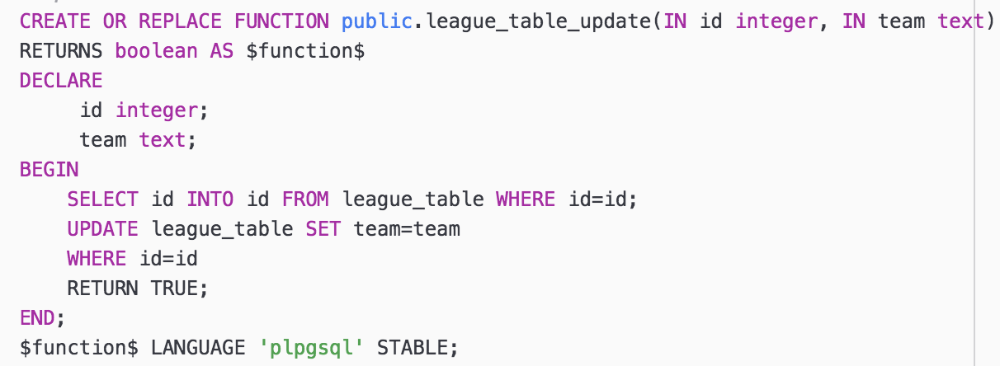 CREATE OR REPLACE FUNCTION public.league_table_update(IN id integer, IN team text)
RETURNS boolean AS $function$
DECLARE
     id integer;
     team text;
BEGIN
    SELECT id INTO id FROM league_table WHERE id=id;
    UPDATE league_table SET team=team
    WHERE id=id
    RETURN TRUE;
END;
$function$ LANGUAGE 'plpgsql' STABLE;